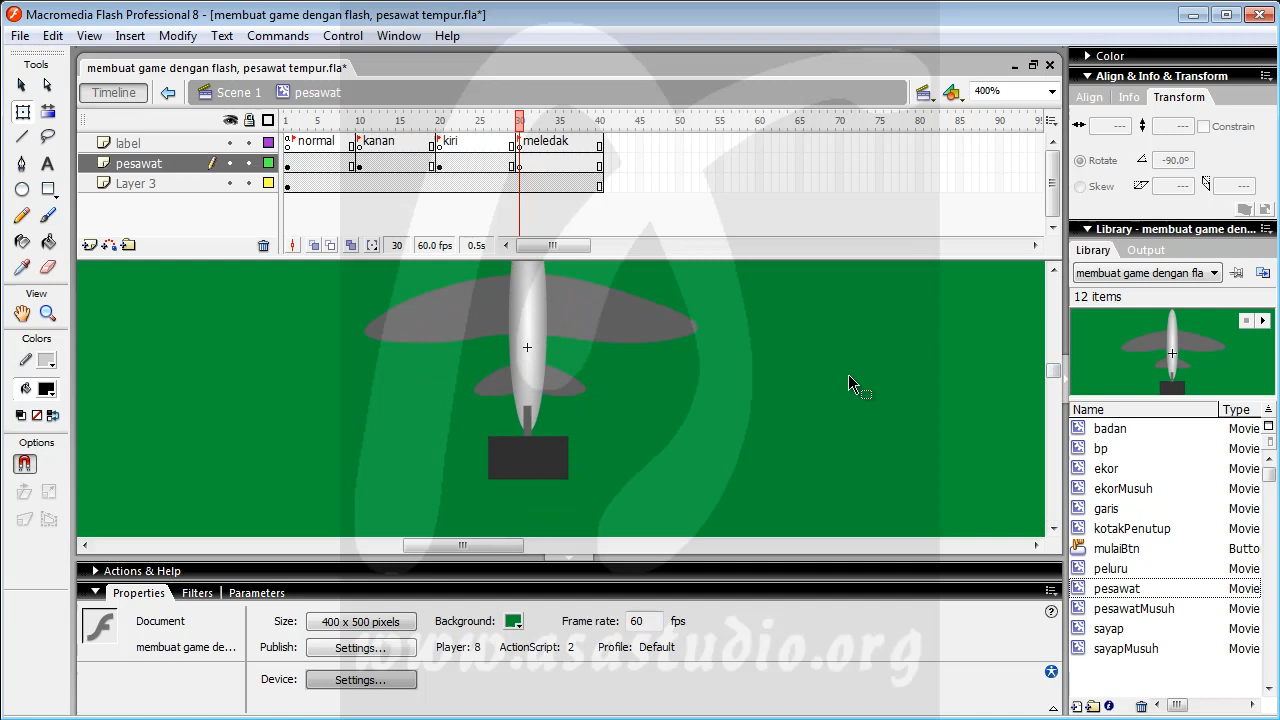 Macromedia Flash Professional 8 - [membuat game dengan flash, pesawat tempur.fla*]
File Edit View Insert Modify Text Commands Control Window Help
Tools
membuat game dengan flash, pesawat tempur.fla*
Timeline Scene 1 pesawat 400%
1 5 10 15 20 25 30 35 40 45 50 55 60 65 70 75 80 85 90 95
label normal kanan kiri meledak
pesawat
Layer 3
30 60.0 fps 0.5s
View
Colors
Options
Color
Align & Info & Transform
Align Info Transform
--- --- Constrain
Rotate -90.0°
Skew --- ---
Library - membuat game den...
Library Output
membuat game dengan fla
12 items
Name Type
badan Movie
bp Movie
ekor Movie
ekorMusuh Movie
garis Movie
kotakPenutup Movie
mulaiBtn Butto
peluru Movie
pesawat Movie
pesawatMusuh Movie
sayap Movie
sayapMusuh Movie
Actions & Help
Properties Filters Parameters
Document Size: 400 x 500 pixels Background: Frame rate: 60 fps
membuat game de... Publish: Settings... Player: 8 ActionScript: 2 Profile: Default
Device: Settings...
www.asastudio.org